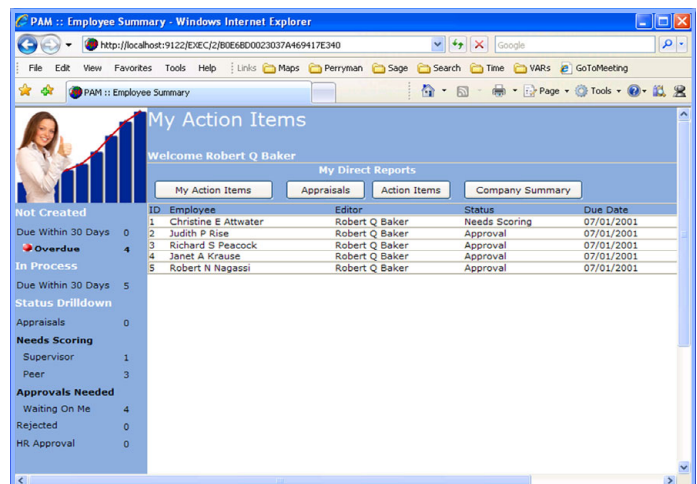 PAM :: Employee Summary - Windows Internet Explorer
http://localhost:9122/EXEC/2/B0E6BD0023037A469417E340
Google
File Edit View Favorites Tools Help Links Maps Perryman Sage Search Time VARs GoToMeeting
PAM :: Employee Summary
Page Tools
My Action Items
Welcome Robert Q Baker
My Direct Reports
My Action Items Appraisals Action Items Company Summary
ID Employee Editor Status Due Date
1 Christine E Attwater Robert Q Baker Needs Scoring 07/01/2001
2 Judith P Rise Robert Q Baker Approval 07/01/2001
3 Richard S Peacock Robert Q Baker Approval 07/01/2001
4 Janet A Krause Robert Q Baker Approval 07/01/2001
5 Robert N Nagassi Robert Q Baker Approval 07/01/2001
Not Created
Due Within 30 Days 0
Overdue 4
In Process
Due Within 30 Days 5
Status Drilldown
Appraisals 0
Needs Scoring
Supervisor 1
Peer 3
Approvals Needed
Waiting On Me 4
Rejected 0
HR Approval 0